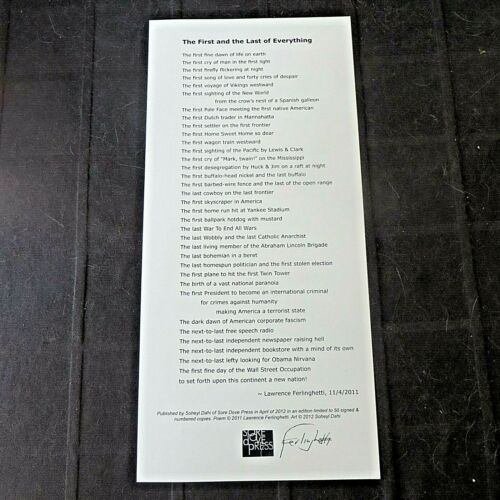 The First and the Last of Everything
The first fine dawn of life on earth
The first cry of man in the first light
The first firefly flickering at night
The first song of love and forty cries of despair
The first voyage of Vikings westward
The first sighting of the New World
from the crow's nest of a Spanish galleon
The first Pale Face meeting the first native American
The first Dutch trader in Mannahatta
The first settler on the first frontier
The first Home Sweet Home so dear
The first wagon train westward
The first sighting of the Pacific by Lewis & Clark
The first cry of "Mark, twain!" on the Mississippi
The first desegregation by Huck & Jim on a raft at night
The first buffalo-head nickel and the last buffalo
The first barbed-wire fence and the last of the open range
The last cowboy on the last frontier
The first skyscraper in America
The first home run hit at Yankee Stadium
The first ballpark hotdog with mustard
The last War To End All Wars
The last Wobbly and the last Catholic Anarchist
The last living member of the Abraham Lincoln Brigade
The last bohemian in a beret
The last homespun politician and the first stolen election
The first plane to hit the first Twin Tower
The birth of a vast national paranoia
The first President to become an international criminal
for crimes against humanity
making America a terrorist state
The dark dawn of American corporate fascism
The next-to-last free speech radio
The next-to-last independent newspaper raising hell
The next-to-last independent bookstore with a mind of its own
The next-to-last lefty looking for Obama Nirvana
The first fine day of the Wall Street Occupation
to set forth upon this continent a new nation!
~ Lawrence Ferlinghetti, 11/4/2011
Published by Soheyl Dahi of Sore Dove Press in April of 2012 in an edition limited to 50 signed &
numbered copies. Poem © 2011 Lawrence Ferlinghetti. Art © 2012 Soheyl Dahi.
SORE
DOVE
PRESS
Ferlinghetti